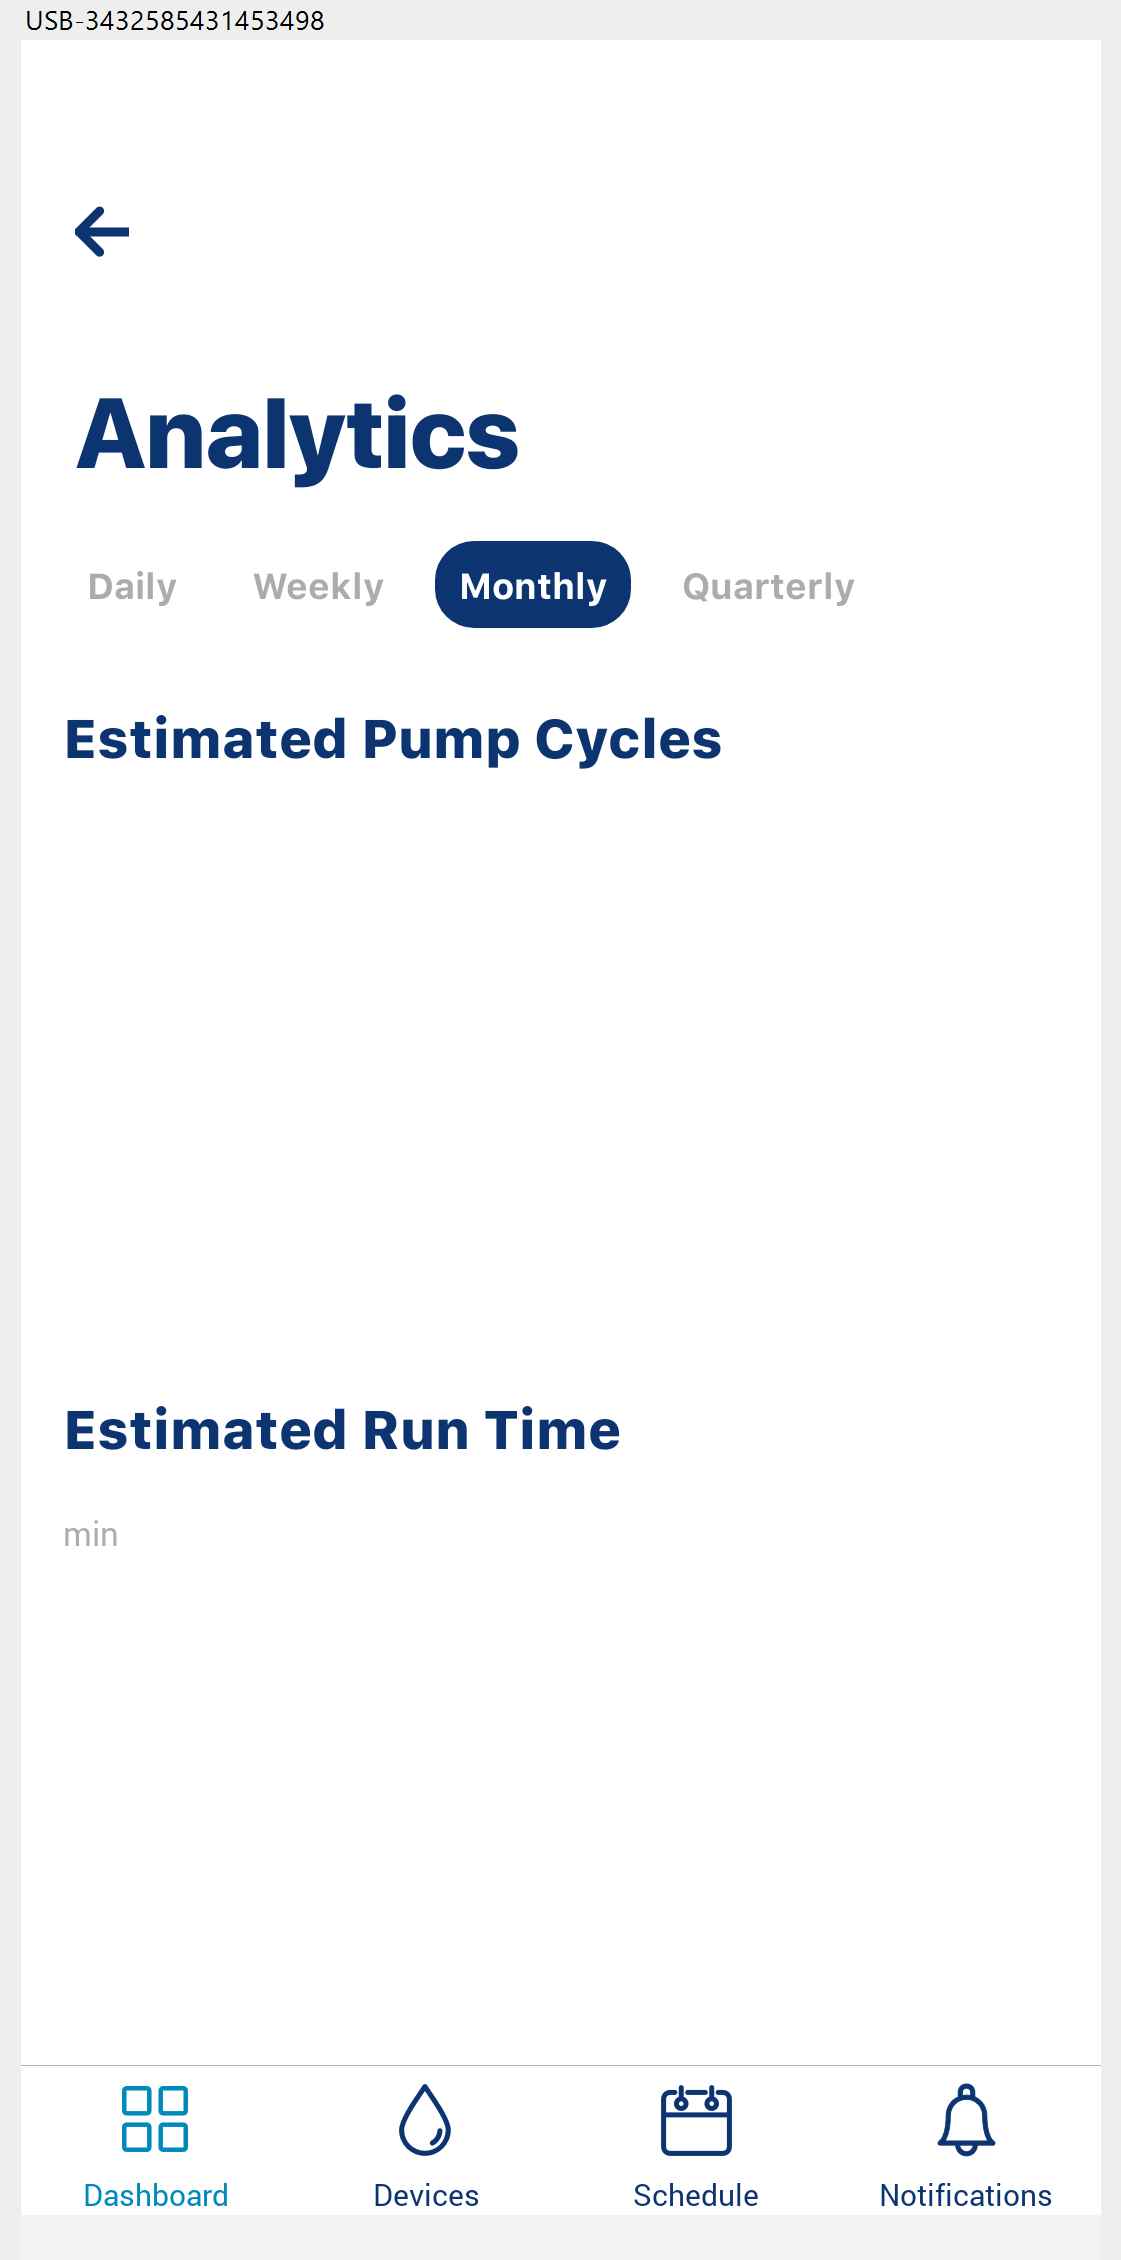 USB-3432585431453498
Analytics
Daily Weekly Monthly Quarterly
Estimated Pump Cycles
Estimated Run Time
min
Dashboard Devices Schedule Notifications